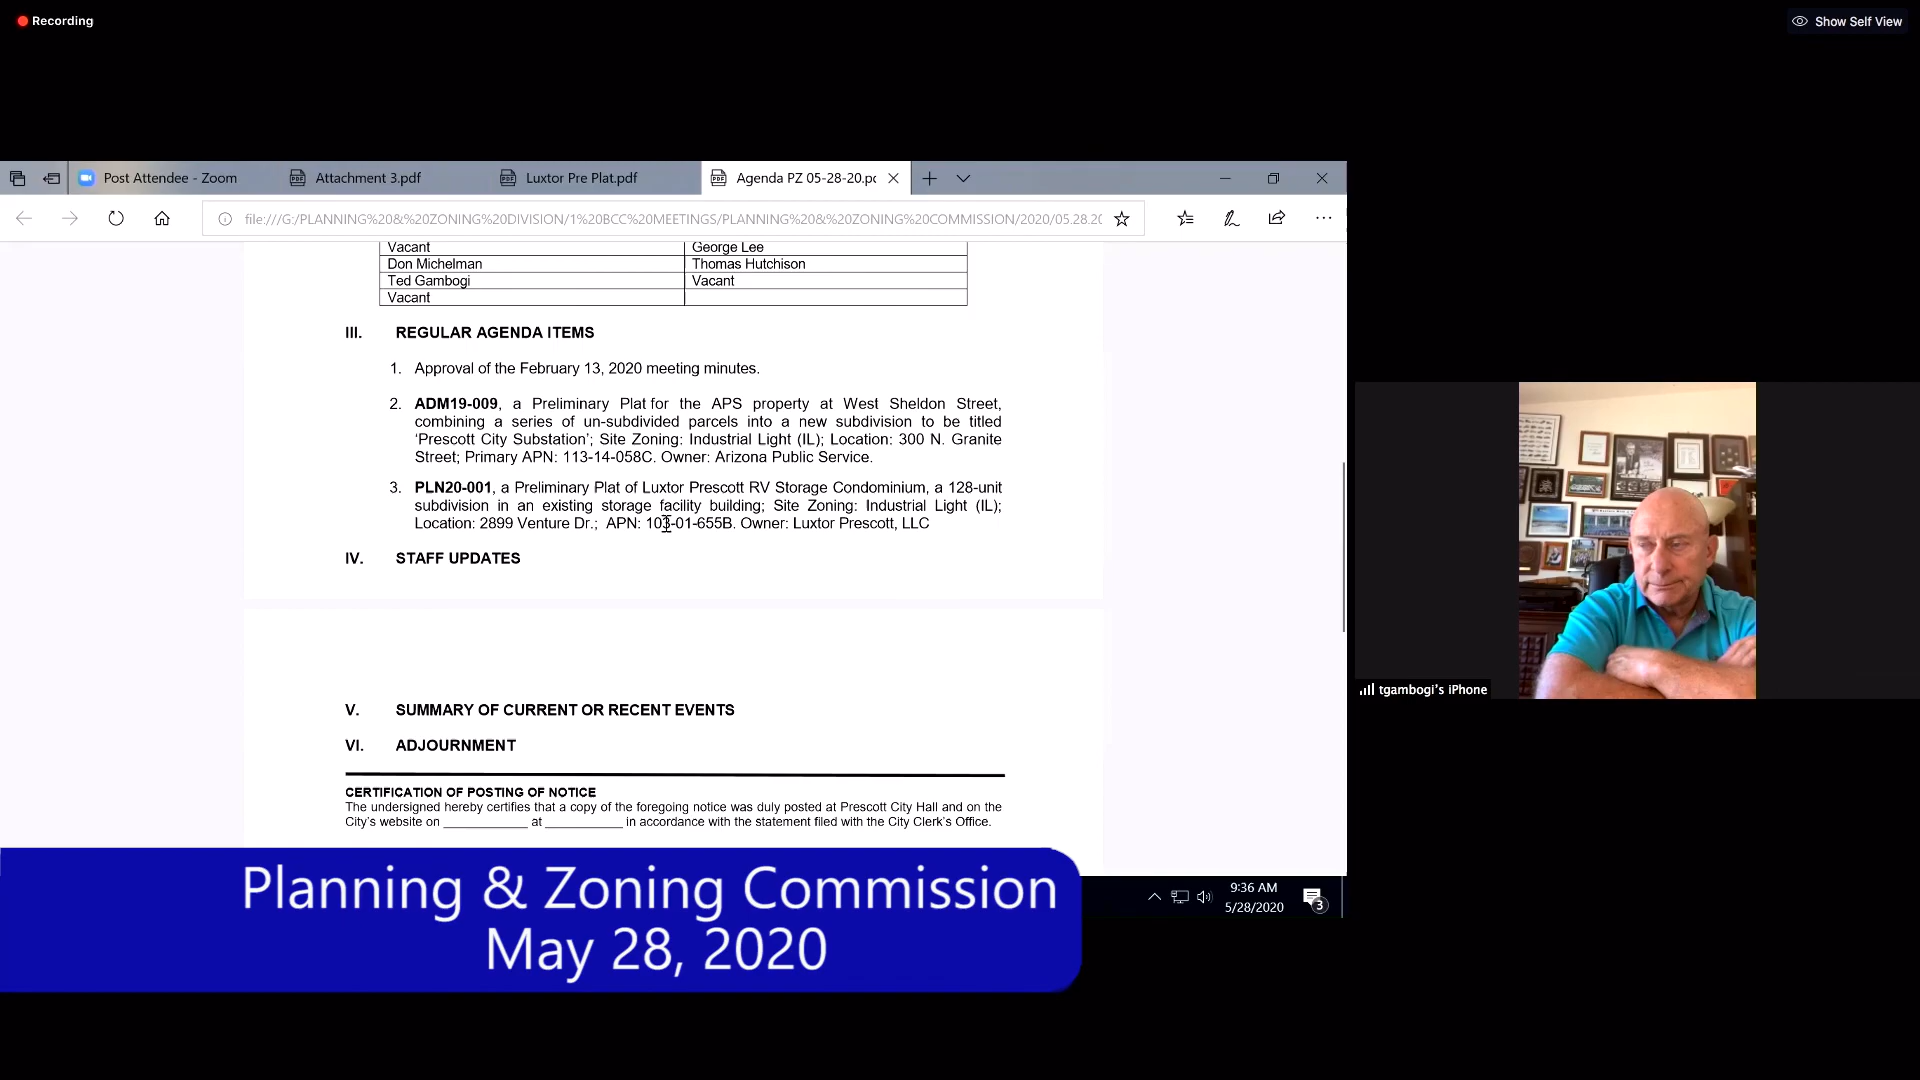 Recording
Show Self View
Post Attendee - Zoom
Attachment 3.pdf
Luxtor Pre Plat.pdf
Agenda PZ 05-28-20.pc
file:///G:/PLANNING%20&%20ZONING%20DIVISION/1%20BCC%20MEETINGS/PLANNING%20&%20ZONING%20COMMISSION/2020/05.28.20
Vacant George Lee
Don Michelman Thomas Hutchison
Ted Gambogi Vacant
Vacant
III. REGULAR AGENDA ITEMS
1. Approval of the February 13, 2020 meeting minutes.
2. ADM19-009, a Preliminary Plat for the APS property at West Sheldon Street,
combining a series of un-subdivided parcels into a new subdivision to be titled
‘Prescott City Substation’; Site Zoning: Industrial Light (IL); Location: 300 N. Granite
Street; Primary APN: 113-14-058C. Owner: Arizona Public Service.
3. PLN20-001, a Preliminary Plat of Luxtor Prescott RV Storage Condominium, a 128-unit
subdivision in an existing storage facility building; Site Zoning: Industrial Light (IL);
Location: 2899 Venture Dr.; APN: 103-01-655B. Owner: Luxtor Prescott, LLC
IV. STAFF UPDATES
V. SUMMARY OF CURRENT OR RECENT EVENTS
VI. ADJOURNMENT
CERTIFICATION OF POSTING OF NOTICE
The undersigned hereby certifies that a copy of the foregoing notice was duly posted at Prescott City Hall and on the
City’s website on ____________ at ___________ in accordance with the statement filed with the City Clerk’s Office.
tgambogi's iPhone
9:36 AM
5/28/2020
3
Planning & Zoning Commission
May 28, 2020